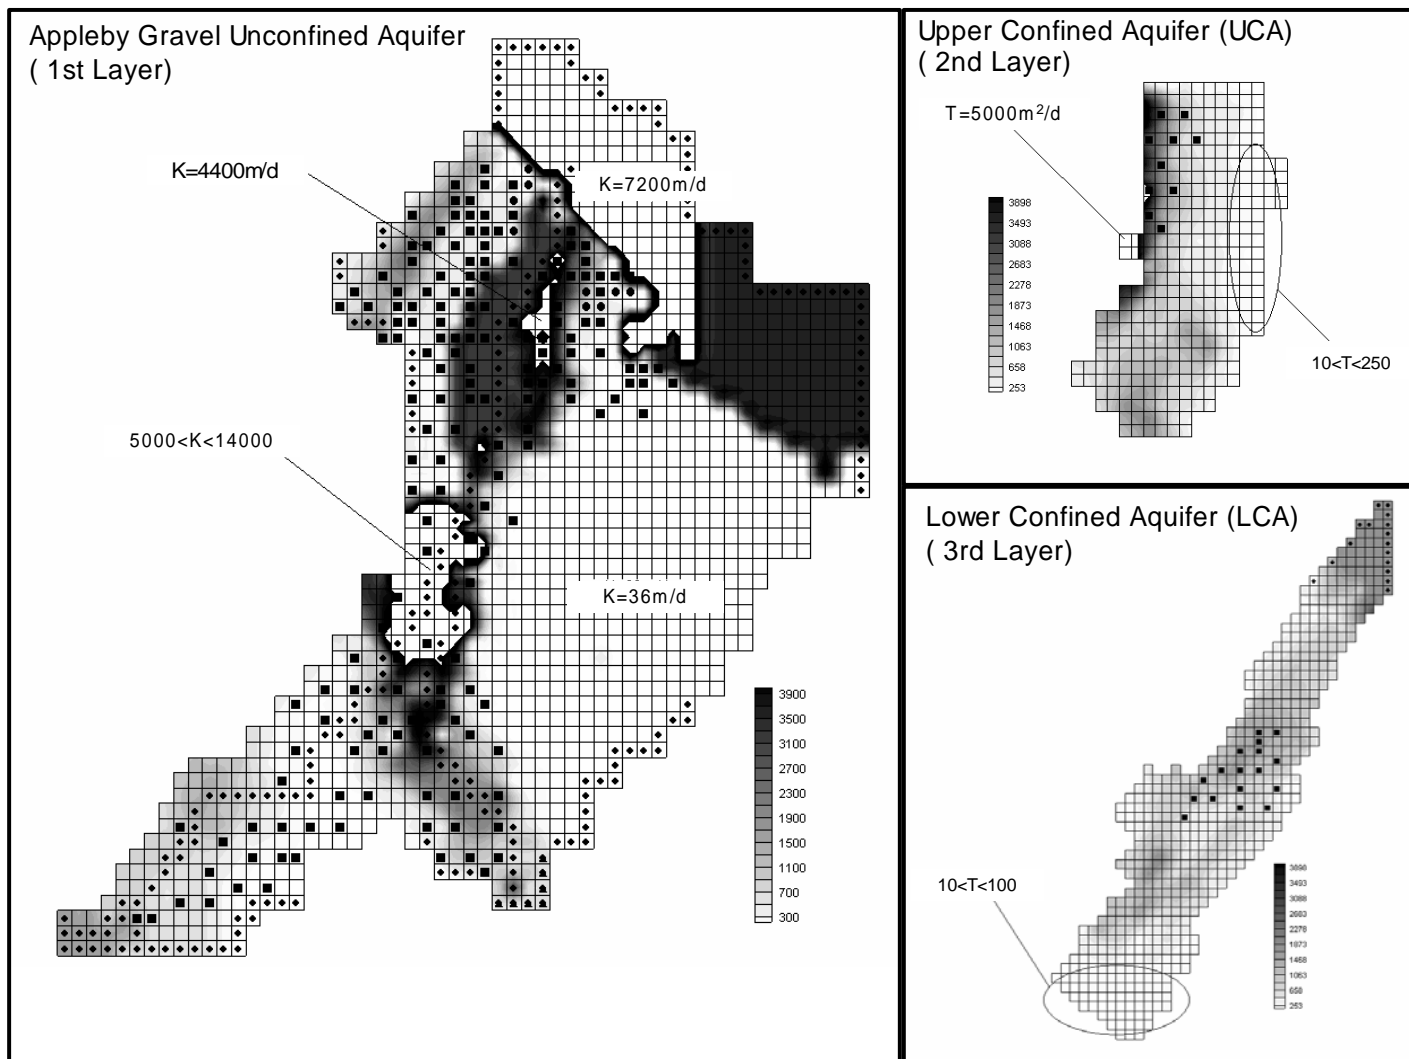 Appleby Gravel Unconfined Aquifer
( 1st Layer)
K=4400m/d
K=7200m/d
5000<K<14000
K=36m/d
3900
3500
3100
2700
2300
1900
1500
1100
700
300
Upper Confined Aquifer (UCA)
( 2nd Layer)
T=5000m²/d
3898
3493
3088
2683
2278
1873
1468
1063
658
253
10<T<250
Lower Confined Aquifer (LCA)
( 3rd Layer)
10<T<100
3898
3493
3088
2683
2278
1873
1468
1063
658
253